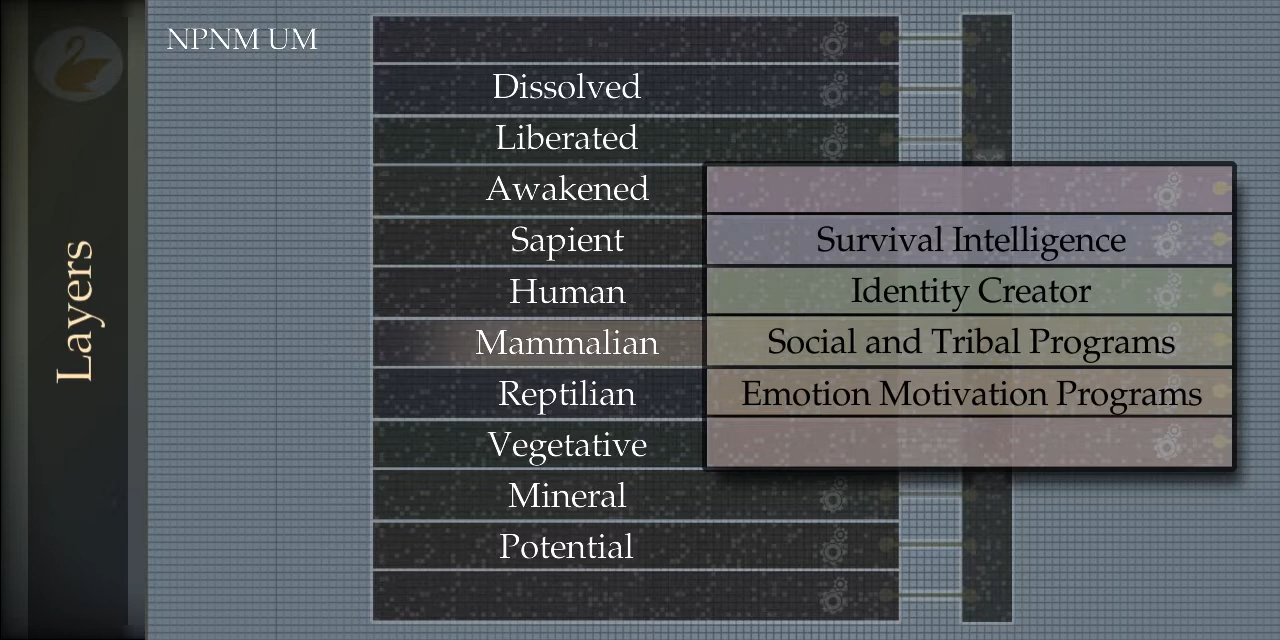 NPNM UM
Layers
Dissolved
Liberated
Awakened
Sapient
Human
Mammalian
Reptilian
Vegetative
Mineral
Potential
Survival Intelligence
Identity Creator
Social and Tribal Programs
Emotion Motivation Programs